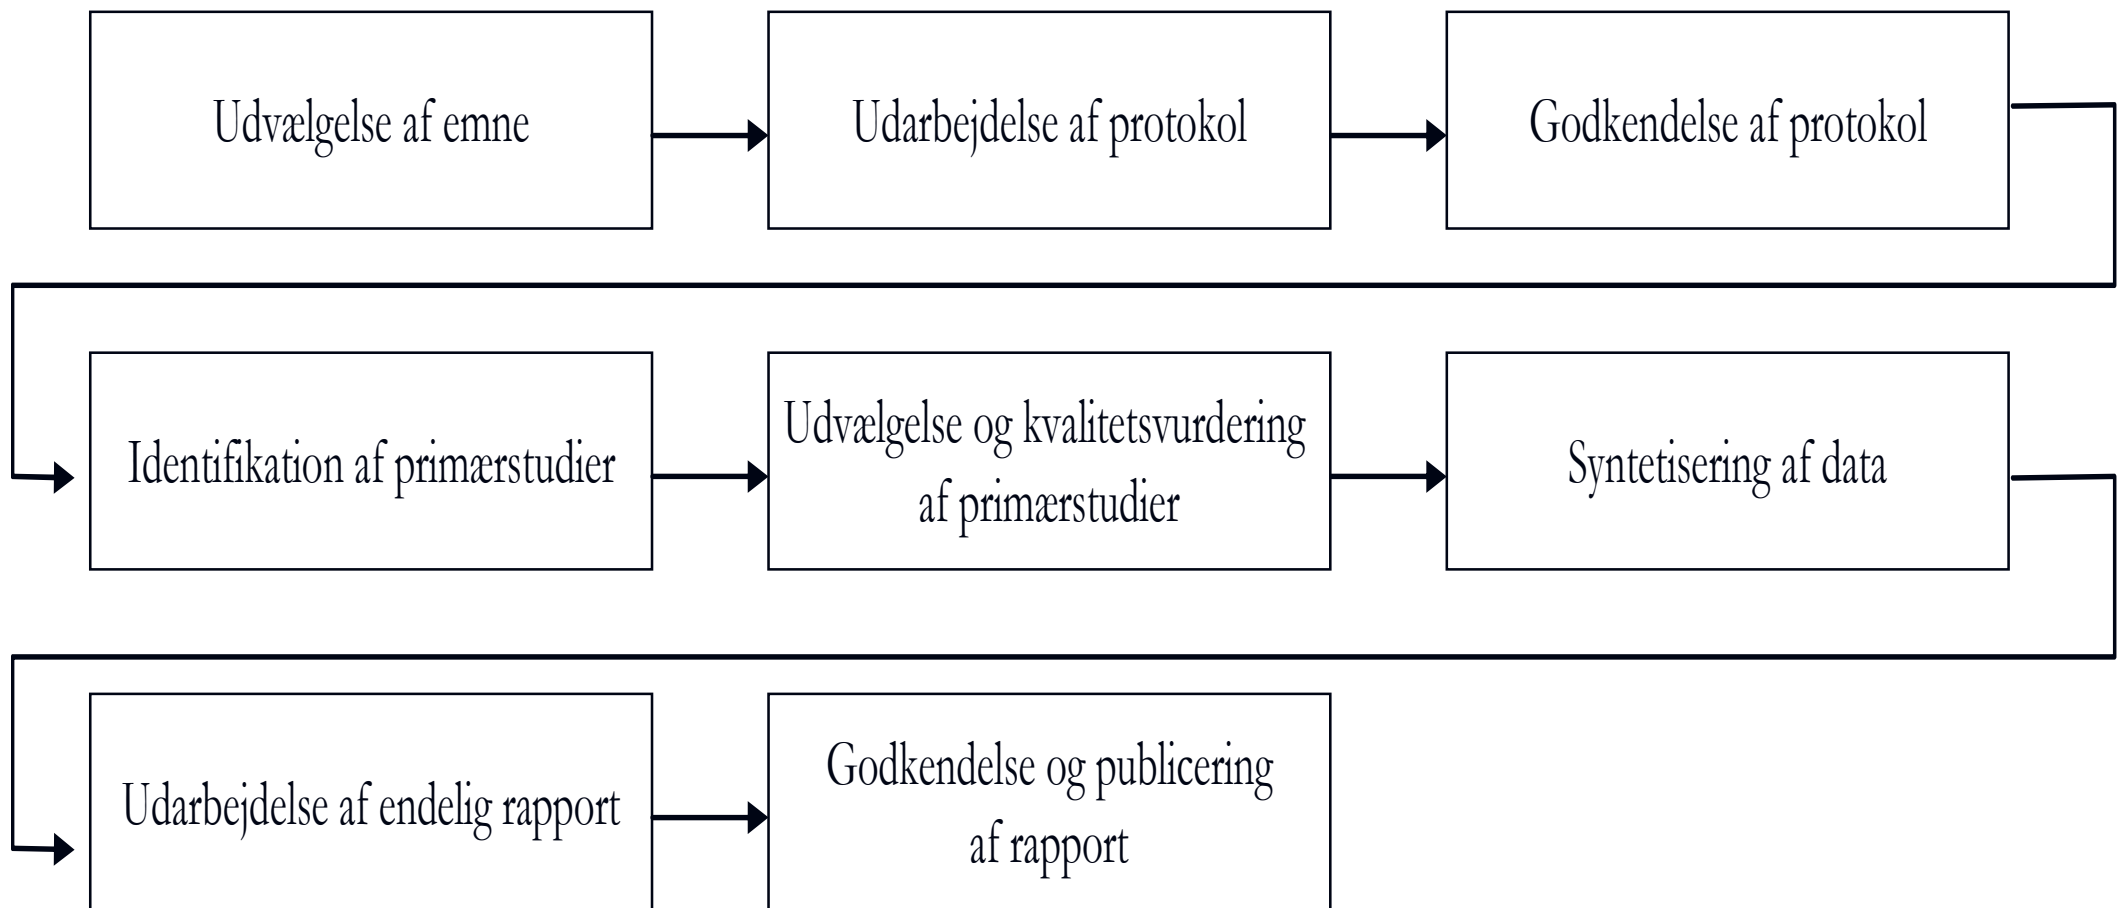 Udvælgelse af emne
Udarbejdelse af protokol
Godkendelse af protokol
Identifikation af primærstudier
Udvælgelse og kvalitetsvurdering
af primærstudier
Syntetisering af data
Udarbejdelse af endelig rapport
Godkendelse og publicering
af rapport